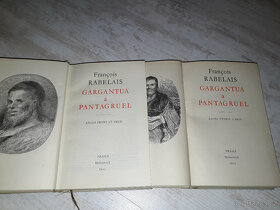 François
RABELAIS
GARGANTUA
a
PANTAGRUEL
PRAHA
François
RABELAIS
GARGANTUA
a
PANTAGRUEL
PRAHA